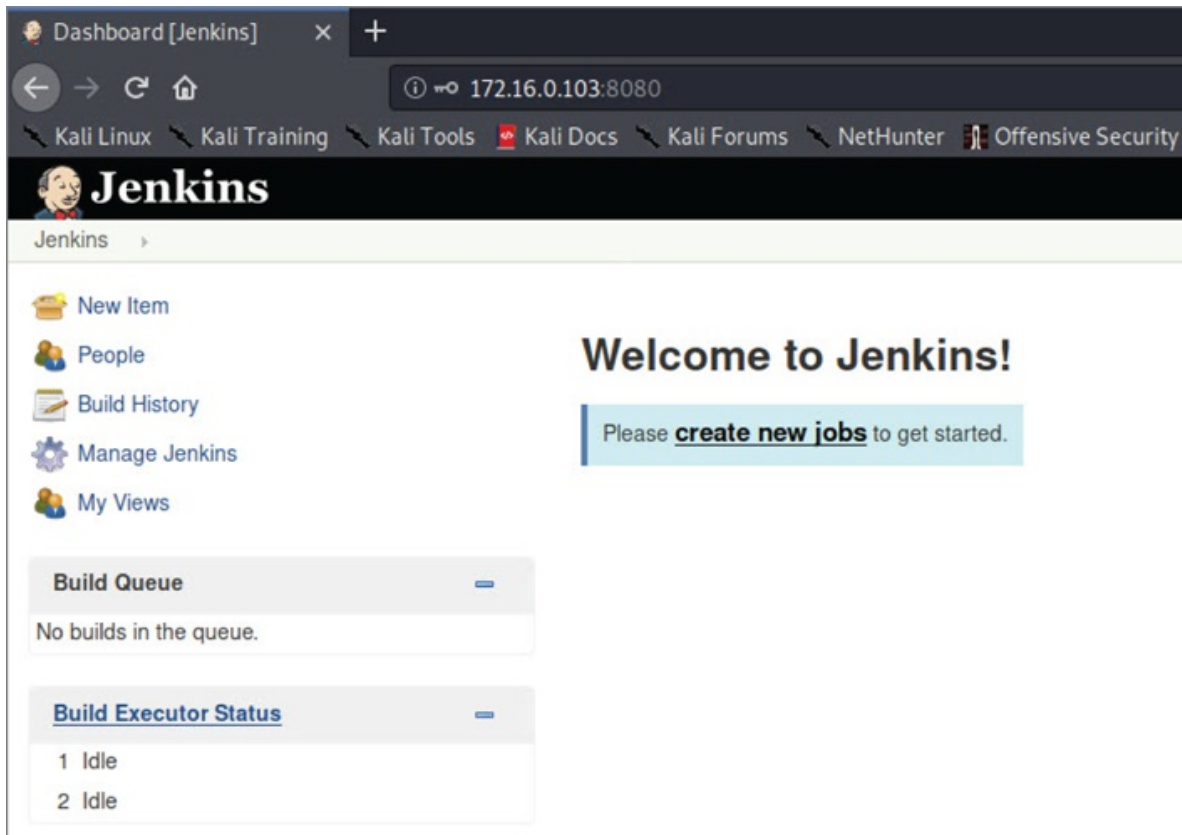 Dashboard [Jenkins]
172.16.0.103:8080
Kali Linux Kali Training Kali Tools Kali Docs Kali Forums NetHunter Offensive Security
Jenkins
Jenkins
New Item
People
Build History
Manage Jenkins
My Views
Welcome to Jenkins!
Please create new jobs to get started.
Build Queue
No builds in the queue.
Build Executor Status
1 Idle
2 Idle